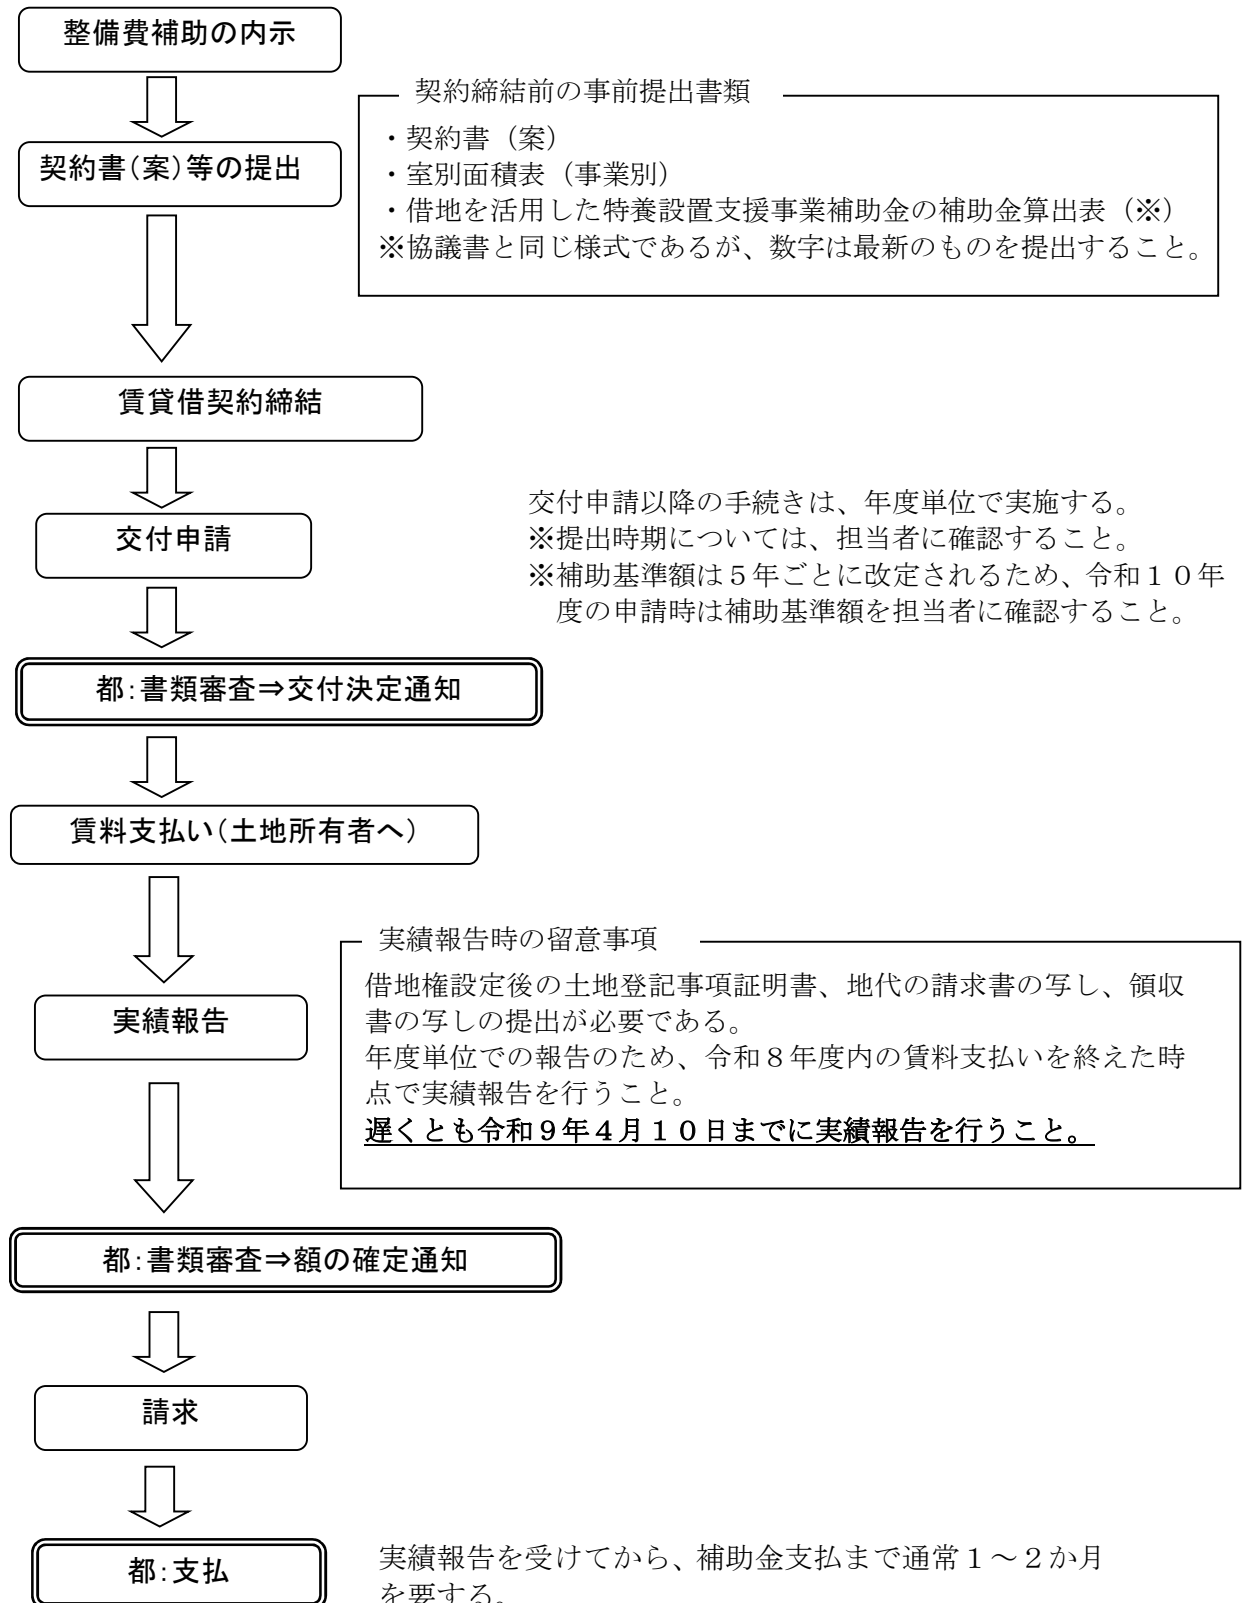 整備費補助の内示
契約締結前の事前提出書類
・契約書（案）
契約書（案）等の提出
・室別面積表（事業別）
・借地を活用した特養設置支援事業補助金の補助金算出表（※）
※協議書と同じ様式であるが、数字は最新のものを提出すること。
賃貸借契約締結
交付申請以降の手続きは、年度単位で実施する。
交付申請
※提出時期については、担当者に確認すること。
※補助基準額は５年ごとに改定されるため、令和１０年
度の申請時は補助基準額を担当者に確認すること。
都：書類審査⇒交付決定通知
賃料支払い（土地所有者へ）
実績報告時の留意事項
借地権設定後の土地登記事項証明書、地代の請求書の写し、領収
書の写しの提出が必要である。
実績報告
年度単位での報告のため、令和８年度内の賃料支払いを終えた時
点で実績報告を行うこと。
遅くとも令和９年４月１０日までに実績報告を行うこと。
都：書類審査⇒額の確定通知
請求
都：支払
実績報告を受けてから、補助金支払まで通常１～２か月
を要する。